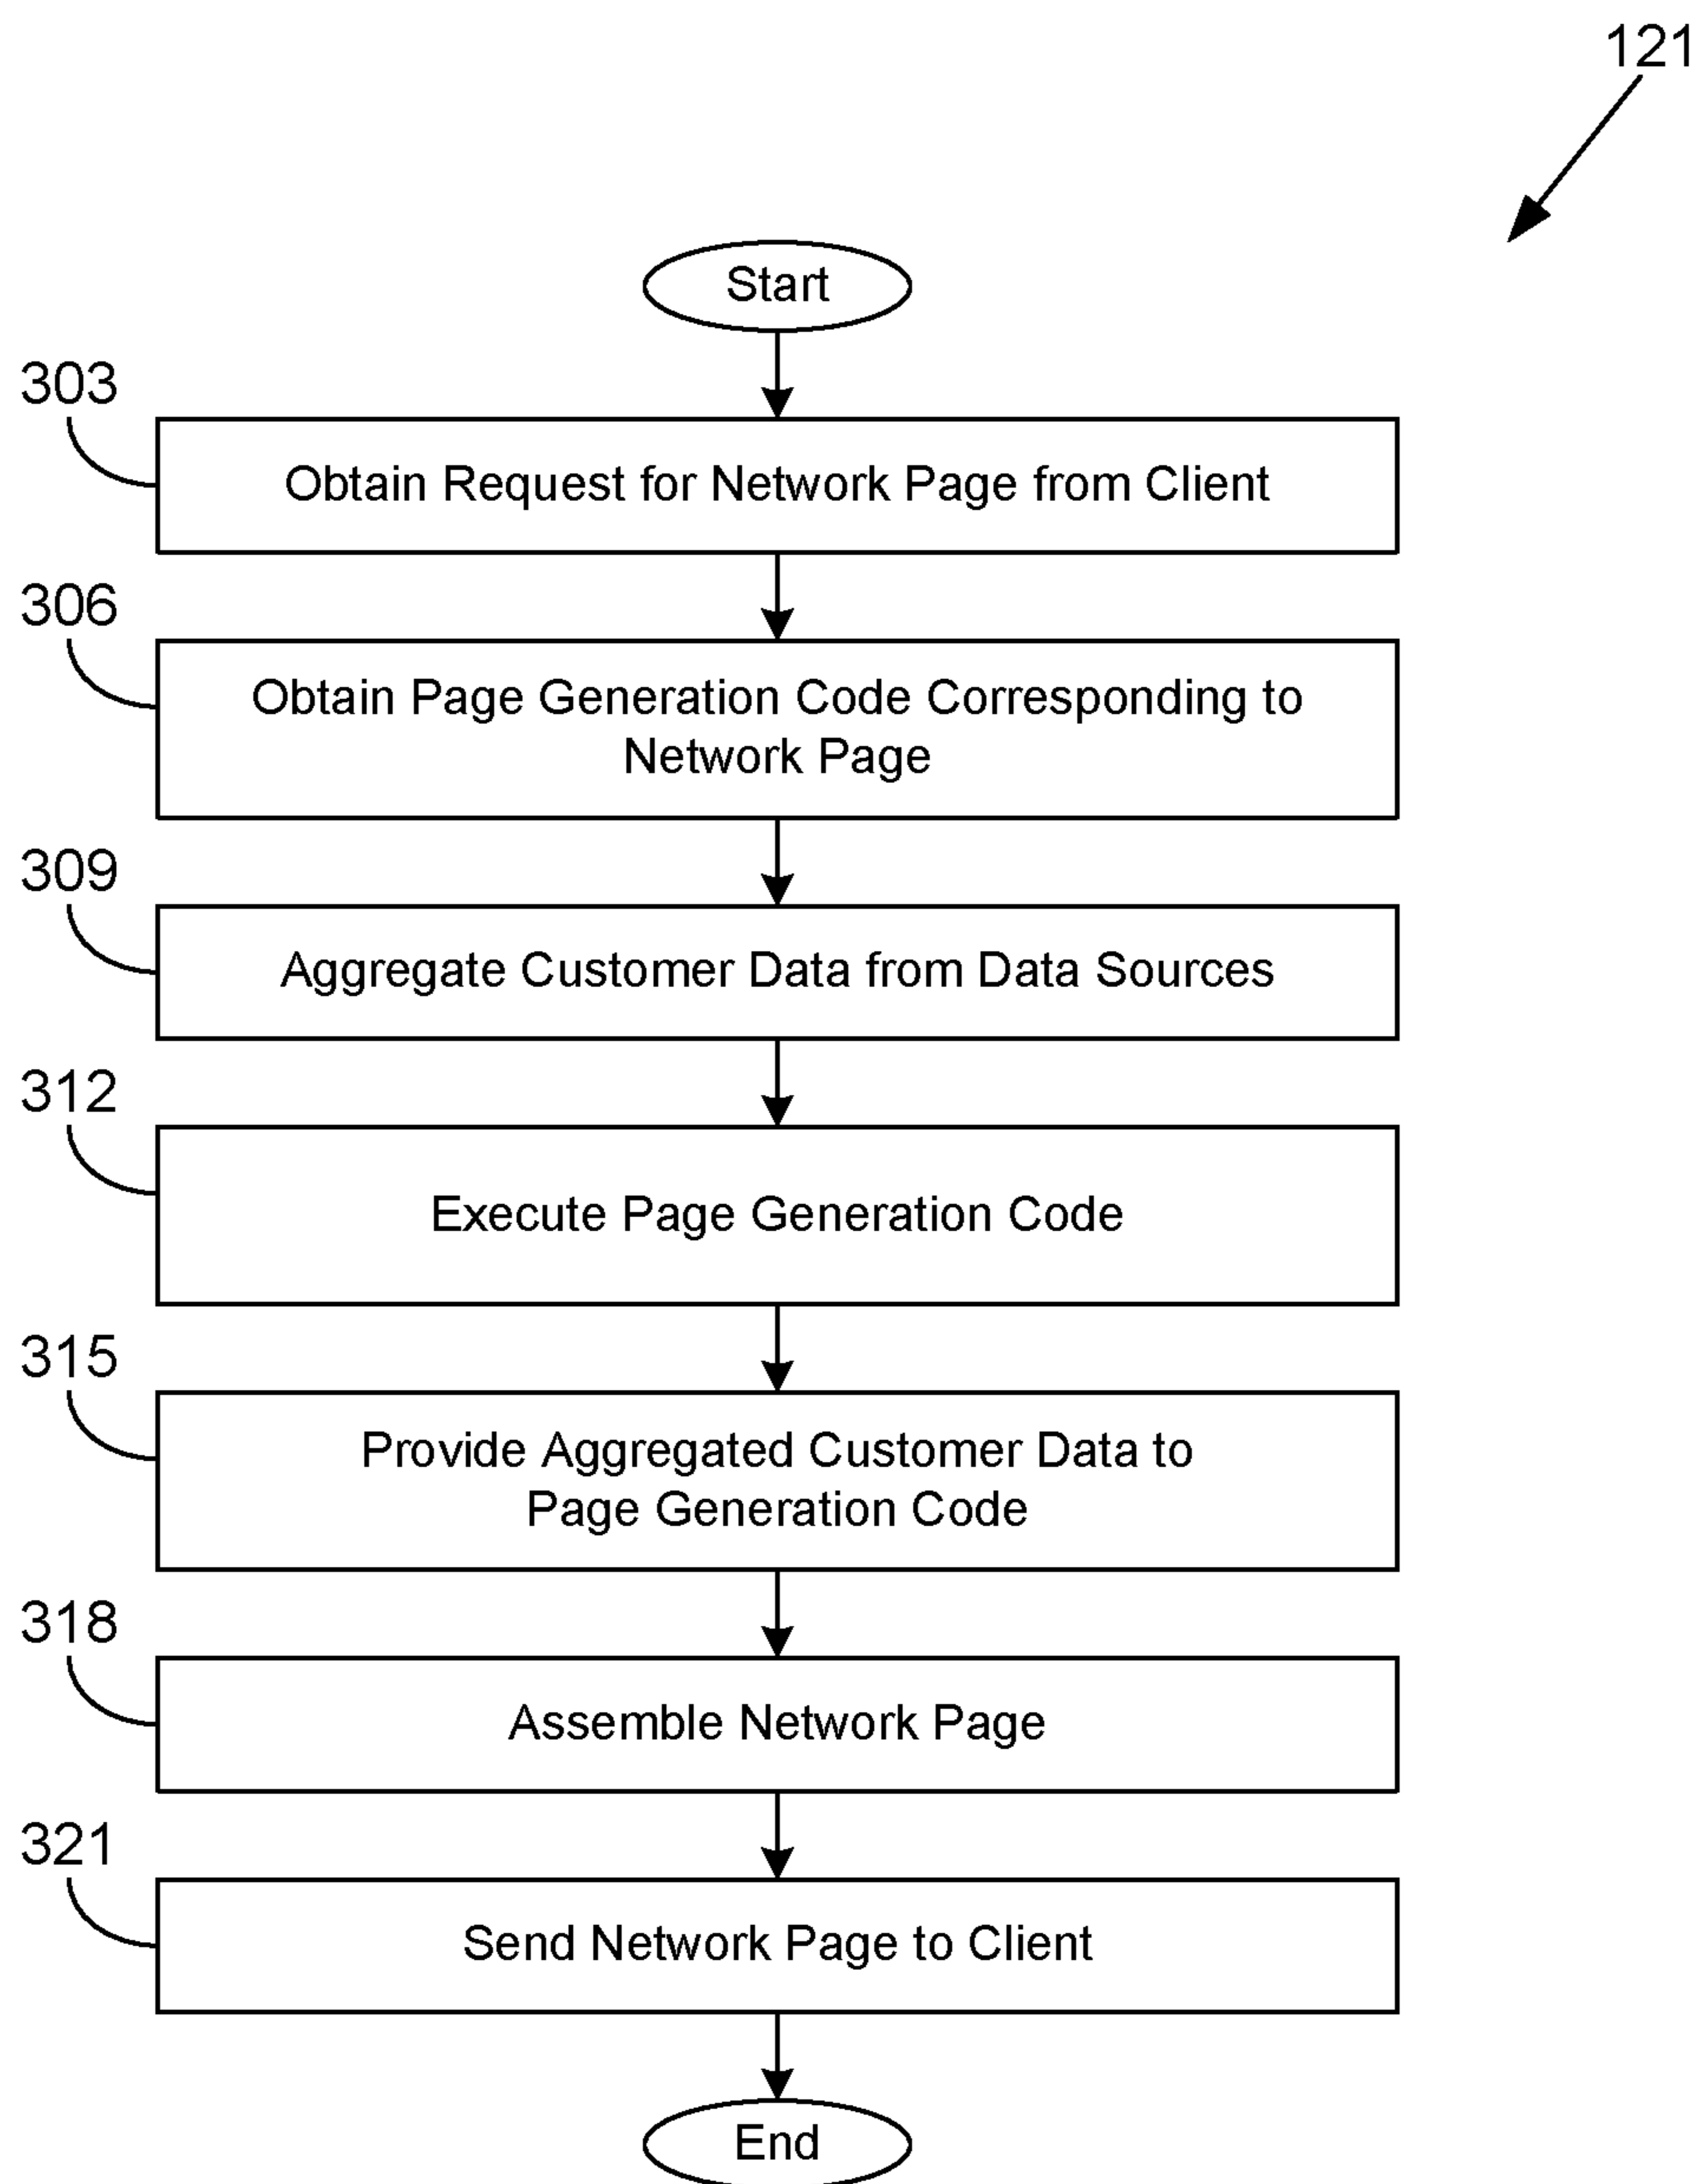 121
Start
303
Obtain Request for Network Page from Client
306
Obtain Page Generation Code Corresponding to
Network Page
309
Aggregate Customer Data from Data Sources
312
Execute Page Generation Code
315
Provide Aggregated Customer Data to
Page Generation Code
318
Assemble Network Page
321
Send Network Page to Client
End